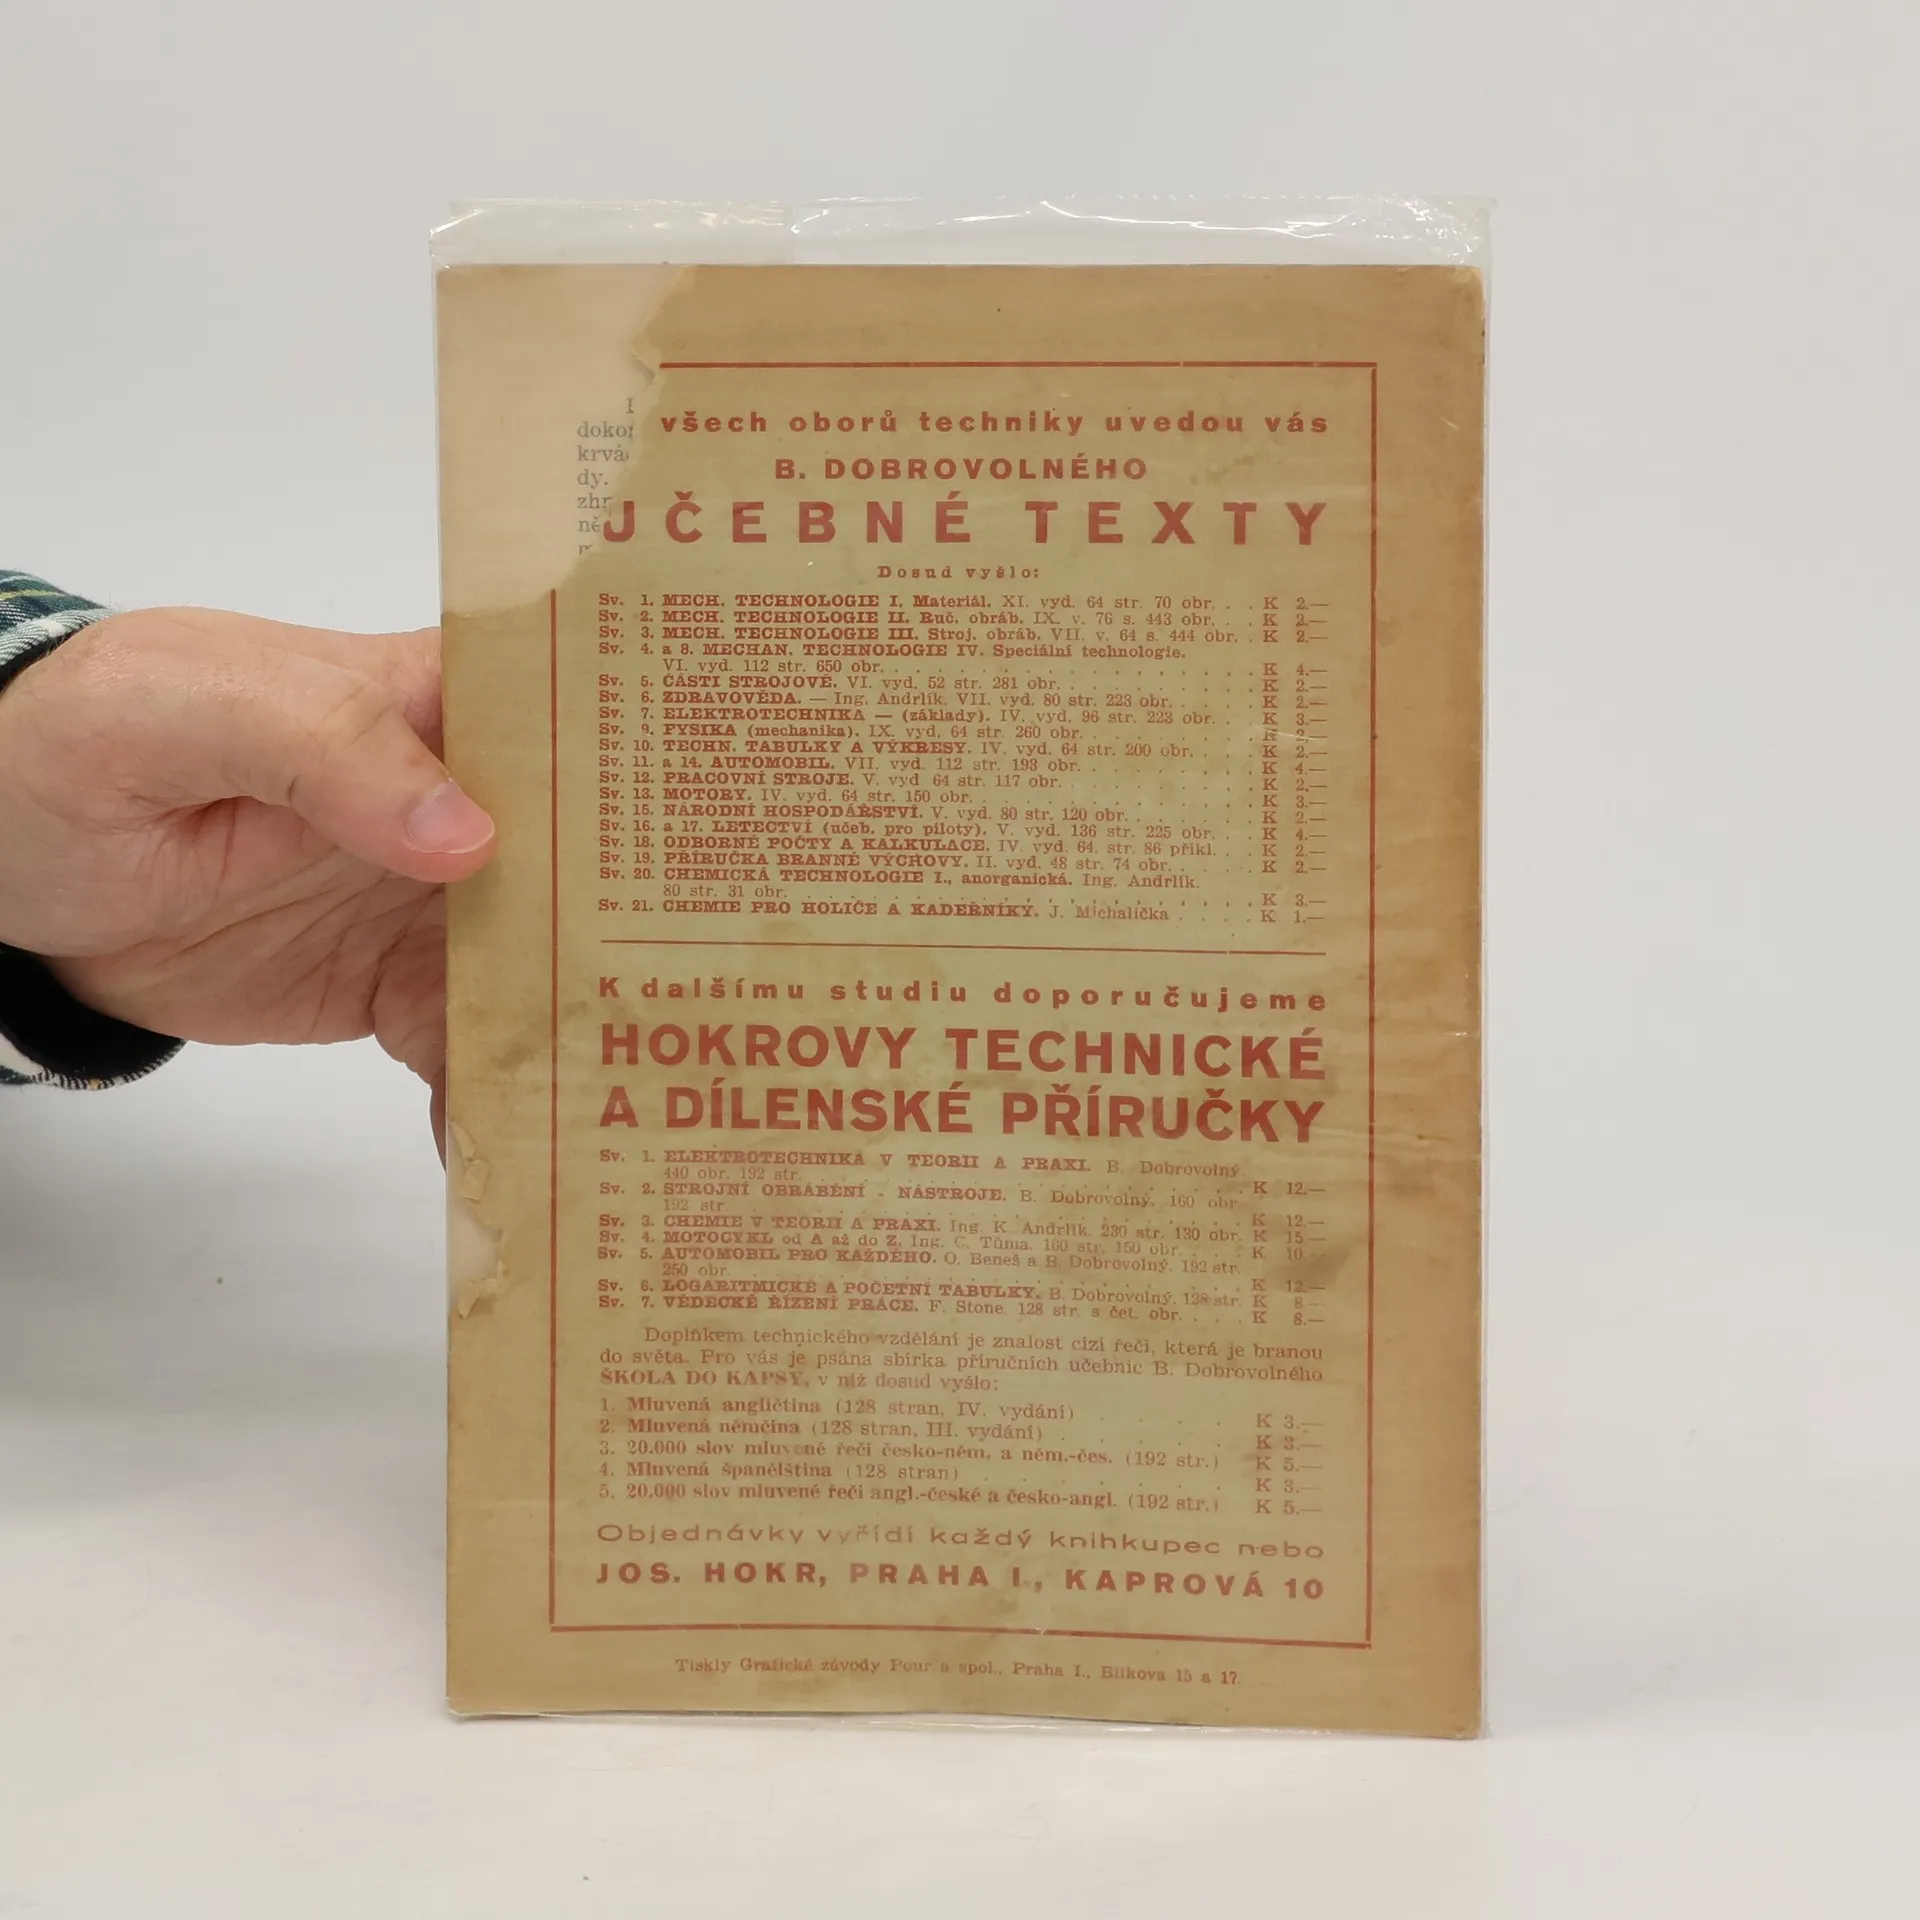 dokon
krvá
dy.
zhr
ně
všech oborů techniky uvedou vás
B. DOBROVOLNÉHO
UČEBNÉ TEXTY
Dosud vyšlo:
Sv. 1. MECH. TECHNOLOGIE I. Materiál. XI. vyd. 64 str. 70 obr. . . K 2.—
Sv. 2. MECH. TECHNOLOGIE II. Ruč. obráb. IX. v. 76 s. 443 obr. . . K 2.—
Sv. 3. MECH. TECHNOLOGIE III. Stroj. obráb. VII. v. 64 s. 444 obr. . K 2.—
Sv. 4. a 8. MECHAN. TECHNOLOGIE IV. Speciální technologie.
VI. vyd. 112 str. 650 obr. . . . . . . . . . . . . K 4.—
Sv. 5. ČÁSTI STROJOVÉ. VI. vyd. 52 str. 281 obr. . . . . . . . K 2.—
Sv. 6. ZDRAVOVĚDA. — Ing. Andrlík. VII. vyd. 80 str. 223 obr. . . . . K 2.—
Sv. 7. ELEKTROTECHNIKA — (základy). IV. vyd. 96 str. 223 obr. . . K 3.—
Sv. 9. FYSIKA (mechanika). IX. vyd. 64 str. 260 obr. . . . . . . K 2.—
Sv. 10. TECHN. TABULKY A VÝKRESY. IV. vyd. 64 str. 200 obr. . . . K 2.—
Sv. 11. a 14. AUTOMOBIL. VII. vyd. 112 str. 193 obr. . . . . . . K 4.—
Sv. 12. PRACOVNÍ STROJE. V. vyd 64 str. 117 obr. . . . . . . . K 2.—
Sv. 13. MOTORY. IV. vyd. 64 str. 150 obr. . . . . . . . . . . K 3.—
Sv. 15. NÁRODNÍ HOSPODÁŘSTVÍ. V. vyd. 80 str. 120 obr. . . . . . K 2.—
Sv. 16. a 17. LETECTVÍ (učeb. pro piloty). V. vyd. 136 str. 225 obr. . . K 4.—
Sv. 18. ODBORNÉ POČTY A KALKULACE. IV. vyd. 64. str. 86 příkl. . . K 2.—
Sv. 19. PŘÍRUČKA BRANNÉ VÝCHOVY. II. vyd. 48 str. 74 obr. . . . . K 2.—
Sv. 20. CHEMICKÁ TECHNOLOGIE I., anorganická. Ing. Andrlík.
80 str. 31 obr. . . . . . . . . . . . . . . . K 3.—
Sv. 21. CHEMIE PRO HOLIČE A KADEŘNÍKY. J. Michalička . . . . K 1.—
K dalšímu studiu doporučujeme
HOKROVY TECHNICKÉ
A DÍLENSKÉ PŘÍRUČKY
Sv. 1. ELEKTROTECHNIKA V TEORII A PRAXI. B. Dobrovolný.
440 obr. 192 str. . . . . . . . . . . . . . . K 12.—
Sv. 2. STROJNÍ OBRÁBĚNÍ - NÁSTROJE. B. Dobrovolný. 160 obr.
192 str. . . . . . . . . . . . . . . . . K 12.—
Sv. 3. CHEMIE V TEORII A PRAXI. Ing. K. Andrlík. 230 str. 130 obr. K 15—
Sv. 4. MOTOCYKL od A až do Z. Ing. C. Tůma. 160 str. 150 obr. . . . K 10.—
Sv. 5. AUTOMOBIL PRO KAŽDÉHO. O. Beneš a B. Dobrovolný. 192 str.
250 obr. . . . . . . . . . . . . . . . . K 12.—
Sv. 6. LOGARITMICKÉ A POČETNÍ TABULKY. B. Dobrovolný. 128 str. K 8.—
Sv. 7. VĚDECKÉ ŘÍZENÍ PRÁCE. F. Stone. 128 str. s čet. obr. . . . K 8.—
Doplňkem technického vzdělání je znalost cizí řeči, která je branou
do světa. Pro vás je psána sbírka příručních učebnic B. Dobrovolného
ŠKOLA DO KAPSY, v níž dosud vyšlo:
1. Mluvená angličtina (128 stran, IV. vydání) . . . . K 3.—
2. Mluvená němčina (128 stran, III. vydání) . . . . . K 3.—
3. 20.000 slov mluvené řeči česko-něm. a něm.-čes. (192 str.) K 5.—
4. Mluvená španělština (128 stran) . . . . . . K 3.—
5. 20.000 slov mluvené řeči angl.-české a česko-angl. (192 str.) K 5.—
Objednávky vyřídí každý knihkupec nebo
JOS. HOKR, PRAHA I., KAPROVÁ 10
Tiskly Grafické závody Pour a spol., Praha I., Bílkova 15 a 17.